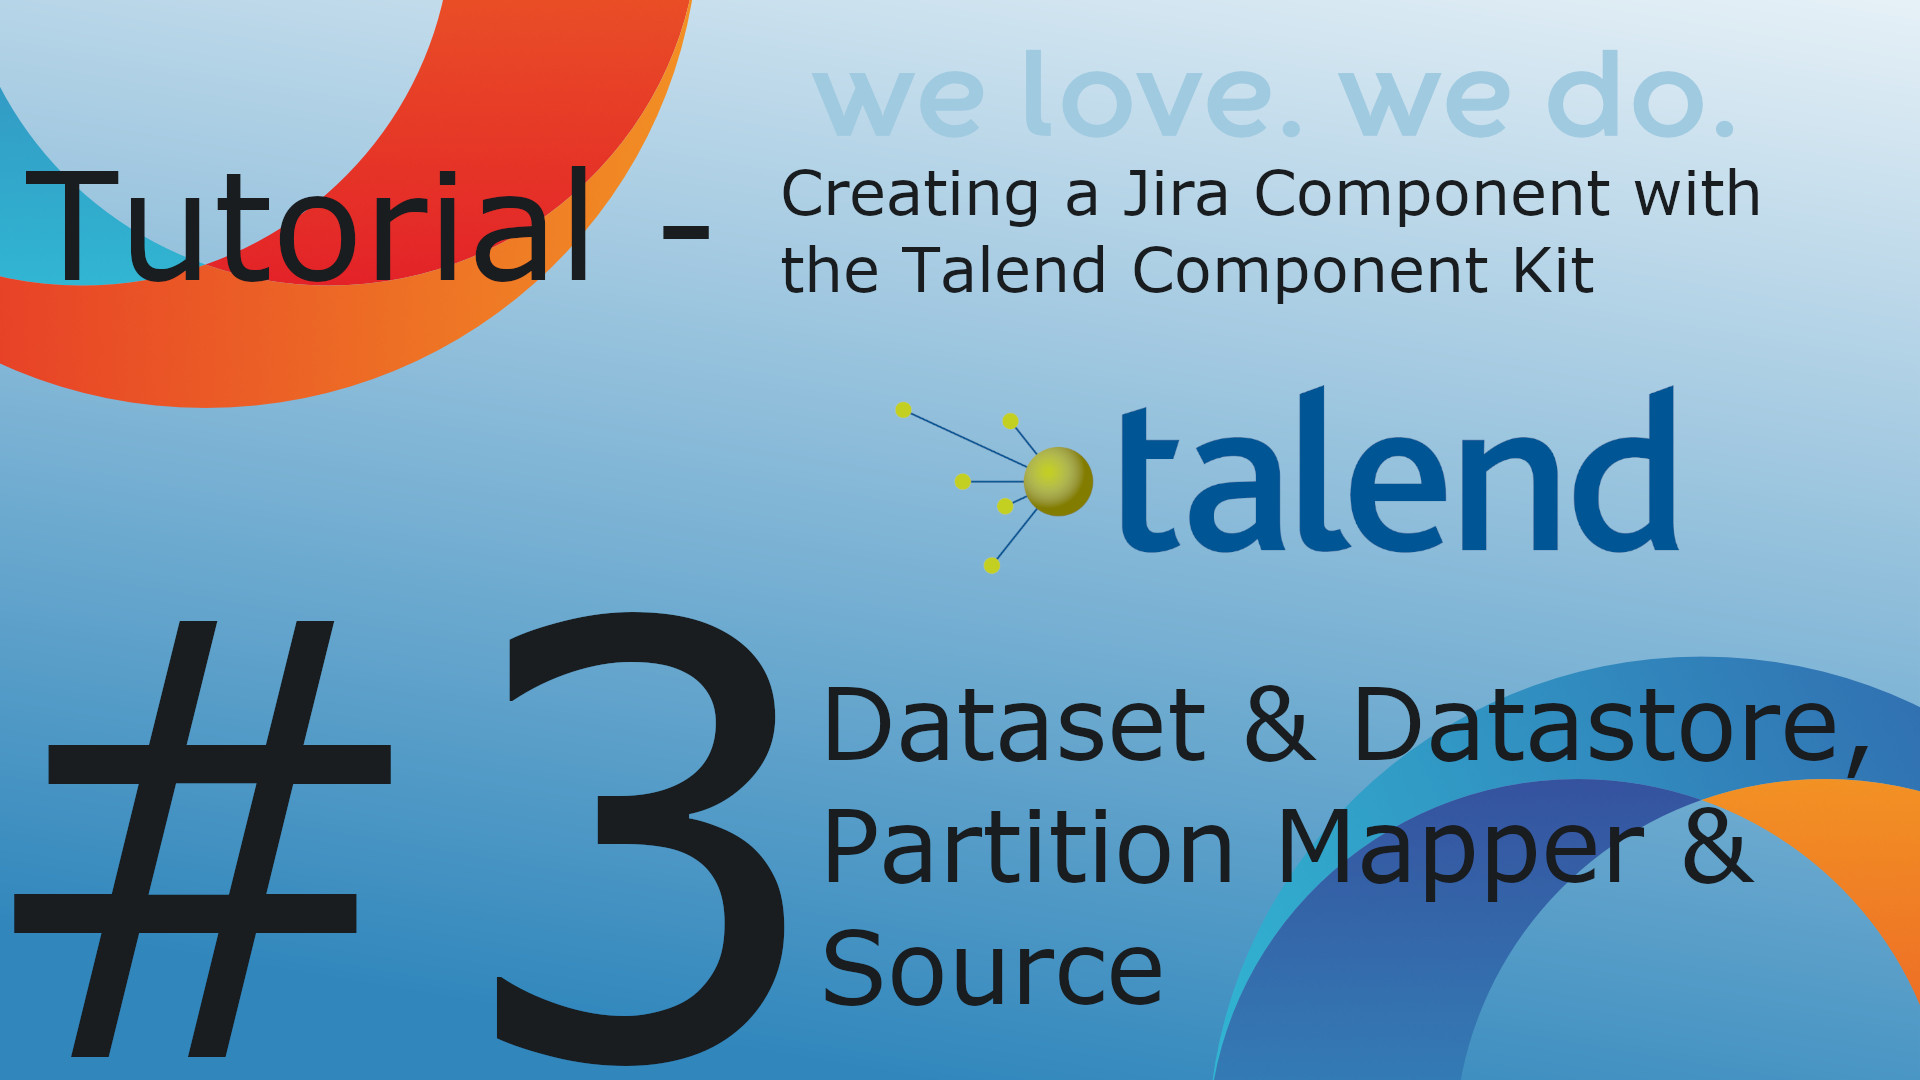 we love. we do.
Tutorial -
Creating a Jira Component with
the Talend Component Kit
talend
#3
Dataset & Datastore,
Partition Mapper &
Source